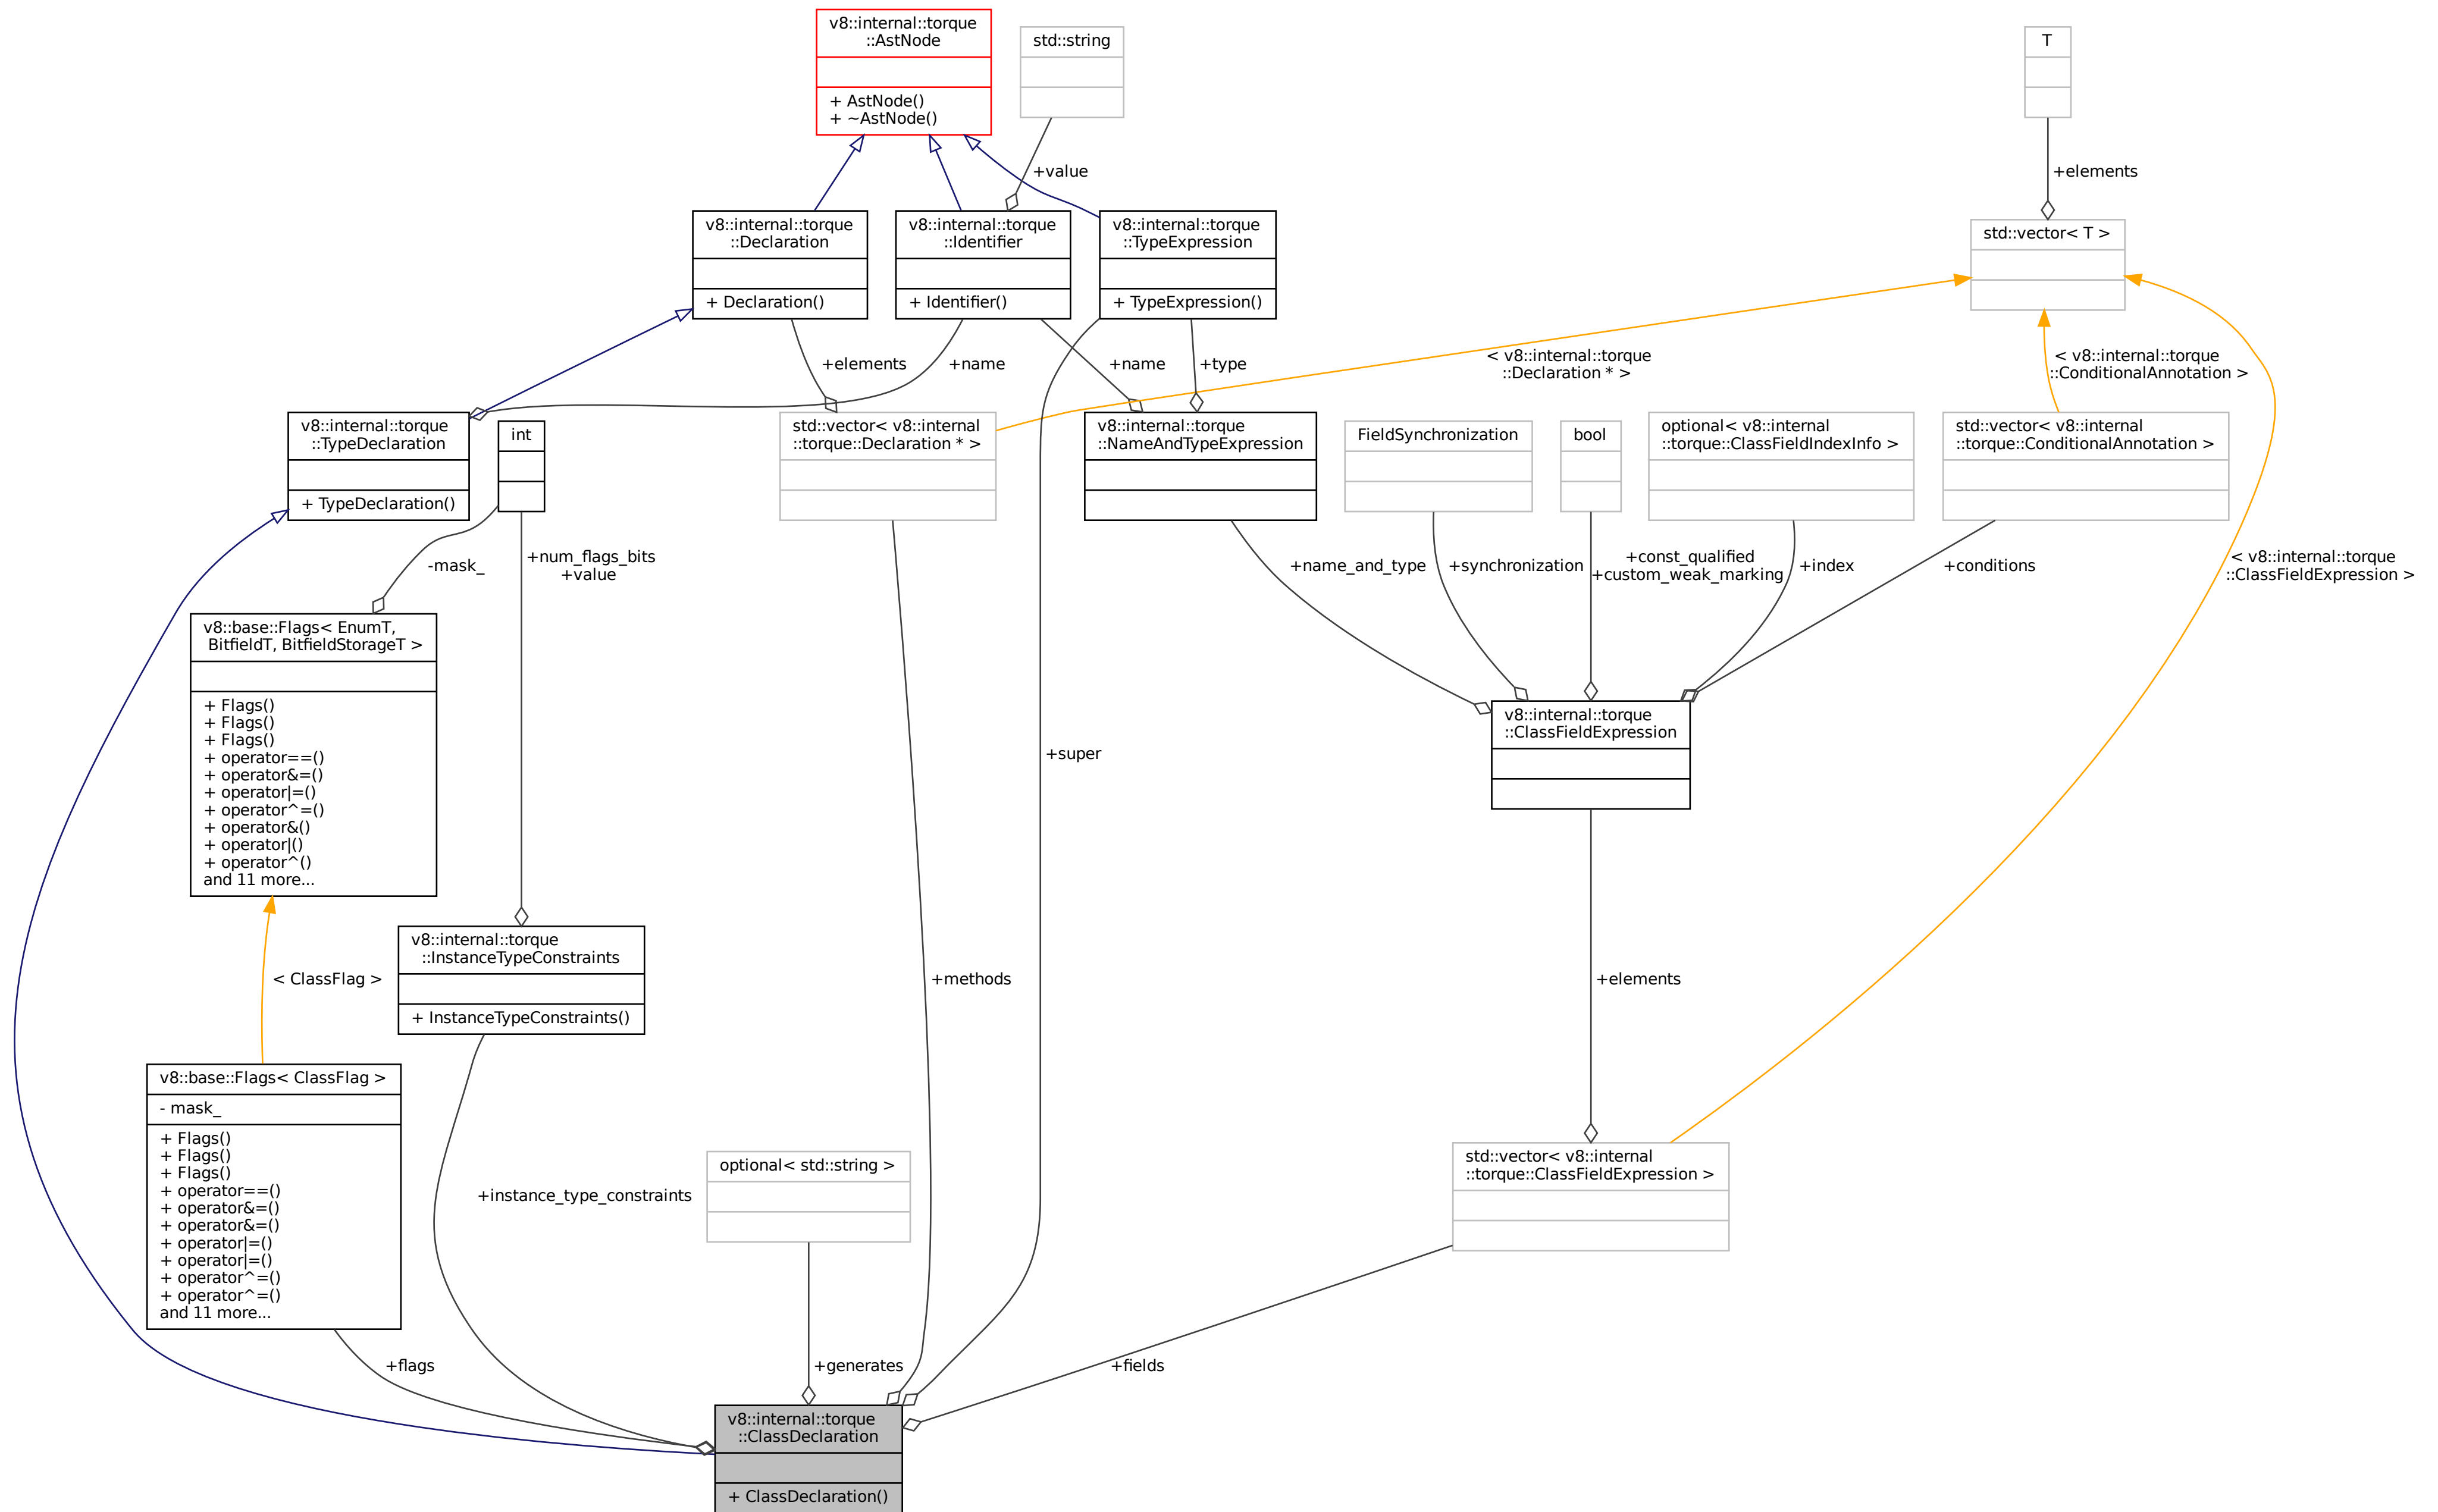 v8::internal::torque
::AstNode
+ AstNode()
+ ~AstNode()
std::string
T
+value
+elements
v8::internal::torque
::Declaration
+ Declaration()
v8::internal::torque
::Identifier
+ Identifier()
v8::internal::torque
::TypeExpression
+ TypeExpression()
std::vector< T >
+elements
+name
+name
+type
< v8::internal::torque
::Declaration * >
< v8::internal::torque
::ConditionalAnnotation >
v8::internal::torque
::TypeDeclaration
+ TypeDeclaration()
int
std::vector< v8::internal
::torque::Declaration * >
v8::internal::torque
::NameAndTypeExpression
FieldSynchronization
bool
optional< v8::internal
::torque::ClassFieldIndexInfo >
std::vector< v8::internal
::torque::ConditionalAnnotation >
-mask_
+num_flags_bits
+value
+name_and_type
+synchronization
+const_qualified
+custom_weak_marking
+index
+conditions
< v8::internal::torque
::ClassFieldExpression >
v8::base::Flags< EnumT,
BitfieldT, BitfieldStorageT >
+ Flags()
+ Flags()
+ Flags()
+ operator==()
+ operator&=()
+ operator|=()
+ operator^=()
+ operator&()
+ operator|()
+ operator^()
and 11 more...
+super
v8::internal::torque
::ClassFieldExpression
< ClassFlag >
v8::internal::torque
::InstanceTypeConstraints
+ InstanceTypeConstraints()
+methods
+elements
v8::base::Flags< ClassFlag >
- mask_
+ Flags()
+ Flags()
+ Flags()
+ operator==()
+ operator&=()
+ operator&=()
+ operator|=()
+ operator|=()
+ operator^=()
+ operator^=()
and 11 more...
+instance_type_constraints
optional< std::string >
std::vector< v8::internal
::torque::ClassFieldExpression >
+flags
+generates
+fields
v8::internal::torque
::ClassDeclaration
+ ClassDeclaration()